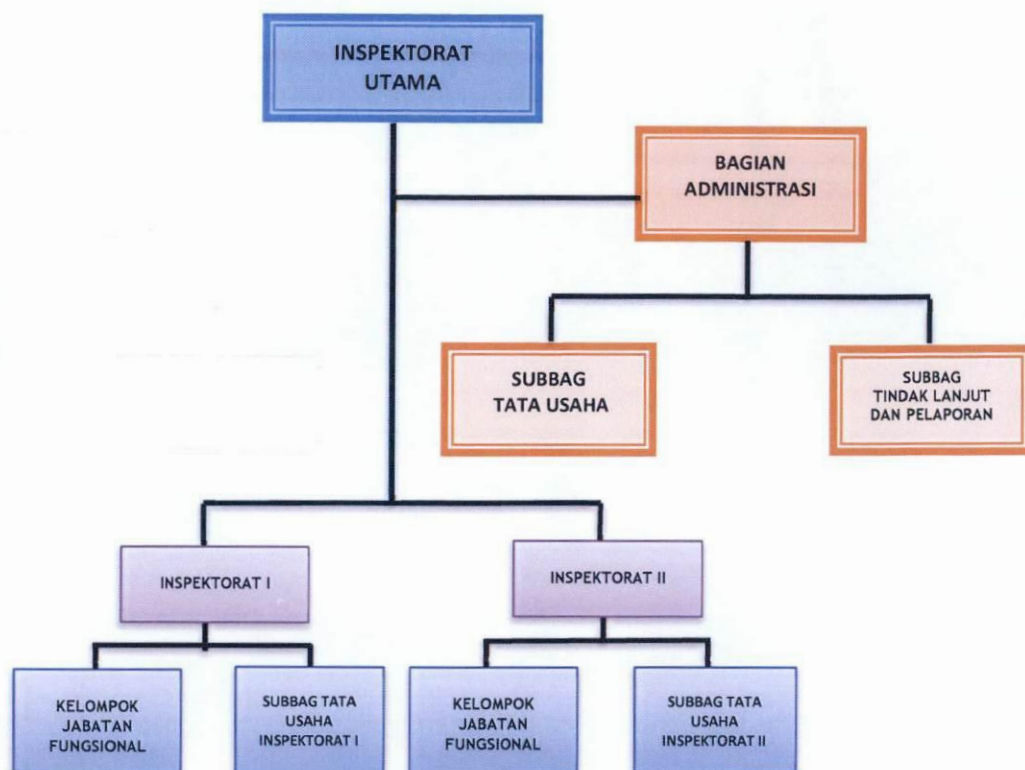 INSPEKTORAT
UTAMA
BAGIAN
ADMINISTRASI
SUBBAG
TATA USAHA
SUBBAG
TINDAK LANJUT
DAN PELAPORAN
INSPEKTORAT I
INSPEKTORAT II
KELOMPOK
JABATAN
FUNGSIONAL
SUBBAG TATA
USAHA
INSPEKTORAT I
KELOMPOK
JABATAN
FUNGSIONAL
SUBBAG TATA
USAHA
INSPEKTORAT II